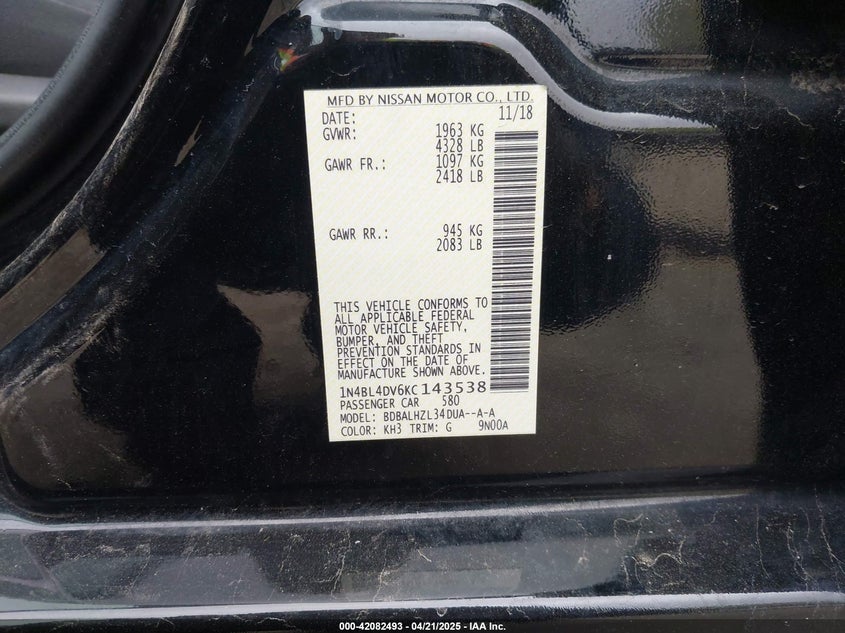 MFD BY NISSAN MOTOR CO., LTD.
DATE: 11/18
GVWR: 1963 KG
4328 LB
GAWR FR.: 1097 KG
2418 LB
GAWR RR.: 945 KG
2083 LB
THIS VEHICLE CONFORMS TO
ALL APPLICABLE FEDERAL
MOTOR VEHICLE SAFETY,
BUMPER, AND THEFT
PREVENTION STANDARDS IN
EFFECT ON THE DATE OF
MANUFACTURE SHOWN ABOVE.
1N4BL4DV6KC143538
PASSENGER CAR 580
MODEL: BDBALHZL34DUA--A-A
COLOR: KH3 TRIM: G 9N00A
000-42082493 - 04/21/2025 - IAA Inc.